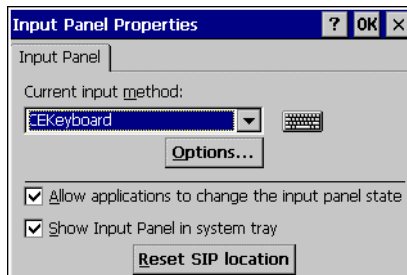 Input Panel Properties ? OK ×
Input Panel
Current input method:
CEKeyboard
Options...
Allow applications to change the input panel state
Show Input Panel in system tray
Reset SIP location